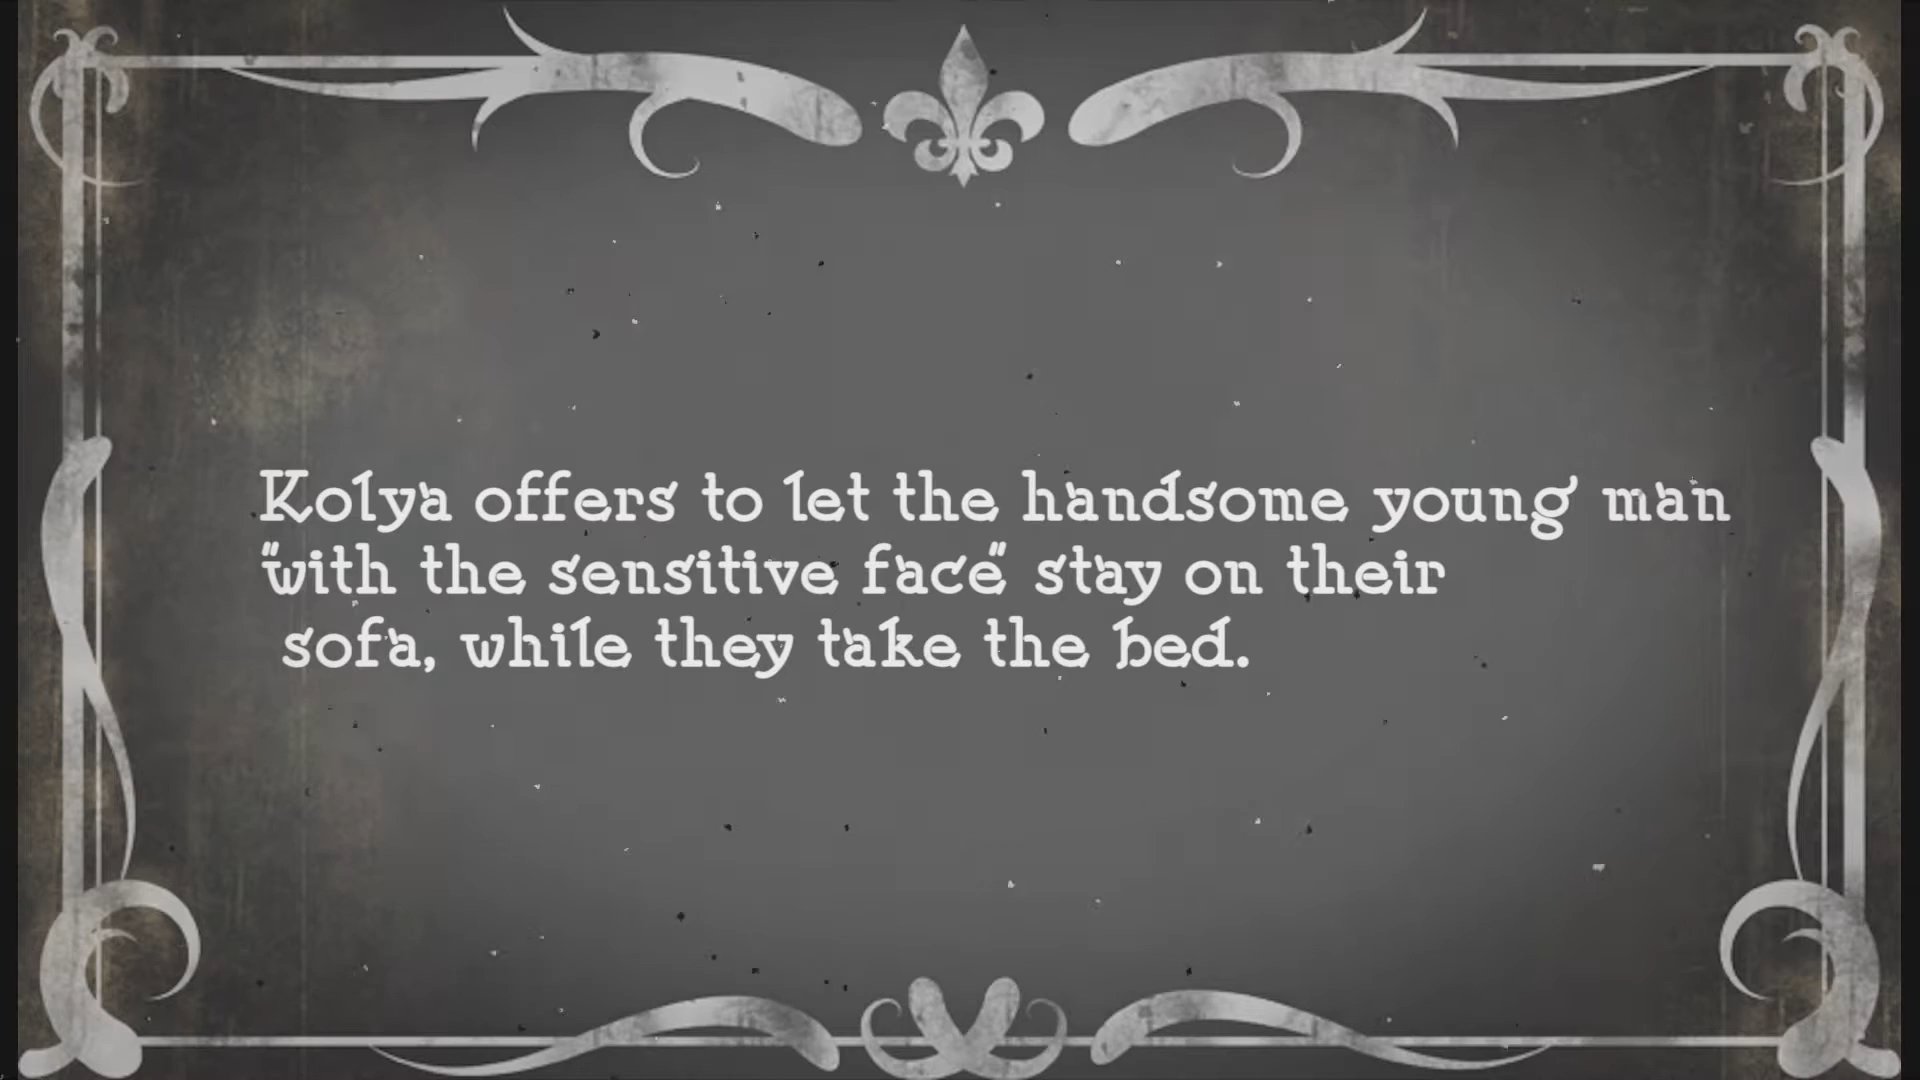 Kolya offers to let the handsome young man
"with the sensitive face" stay on their
sofa, while they take the bed.